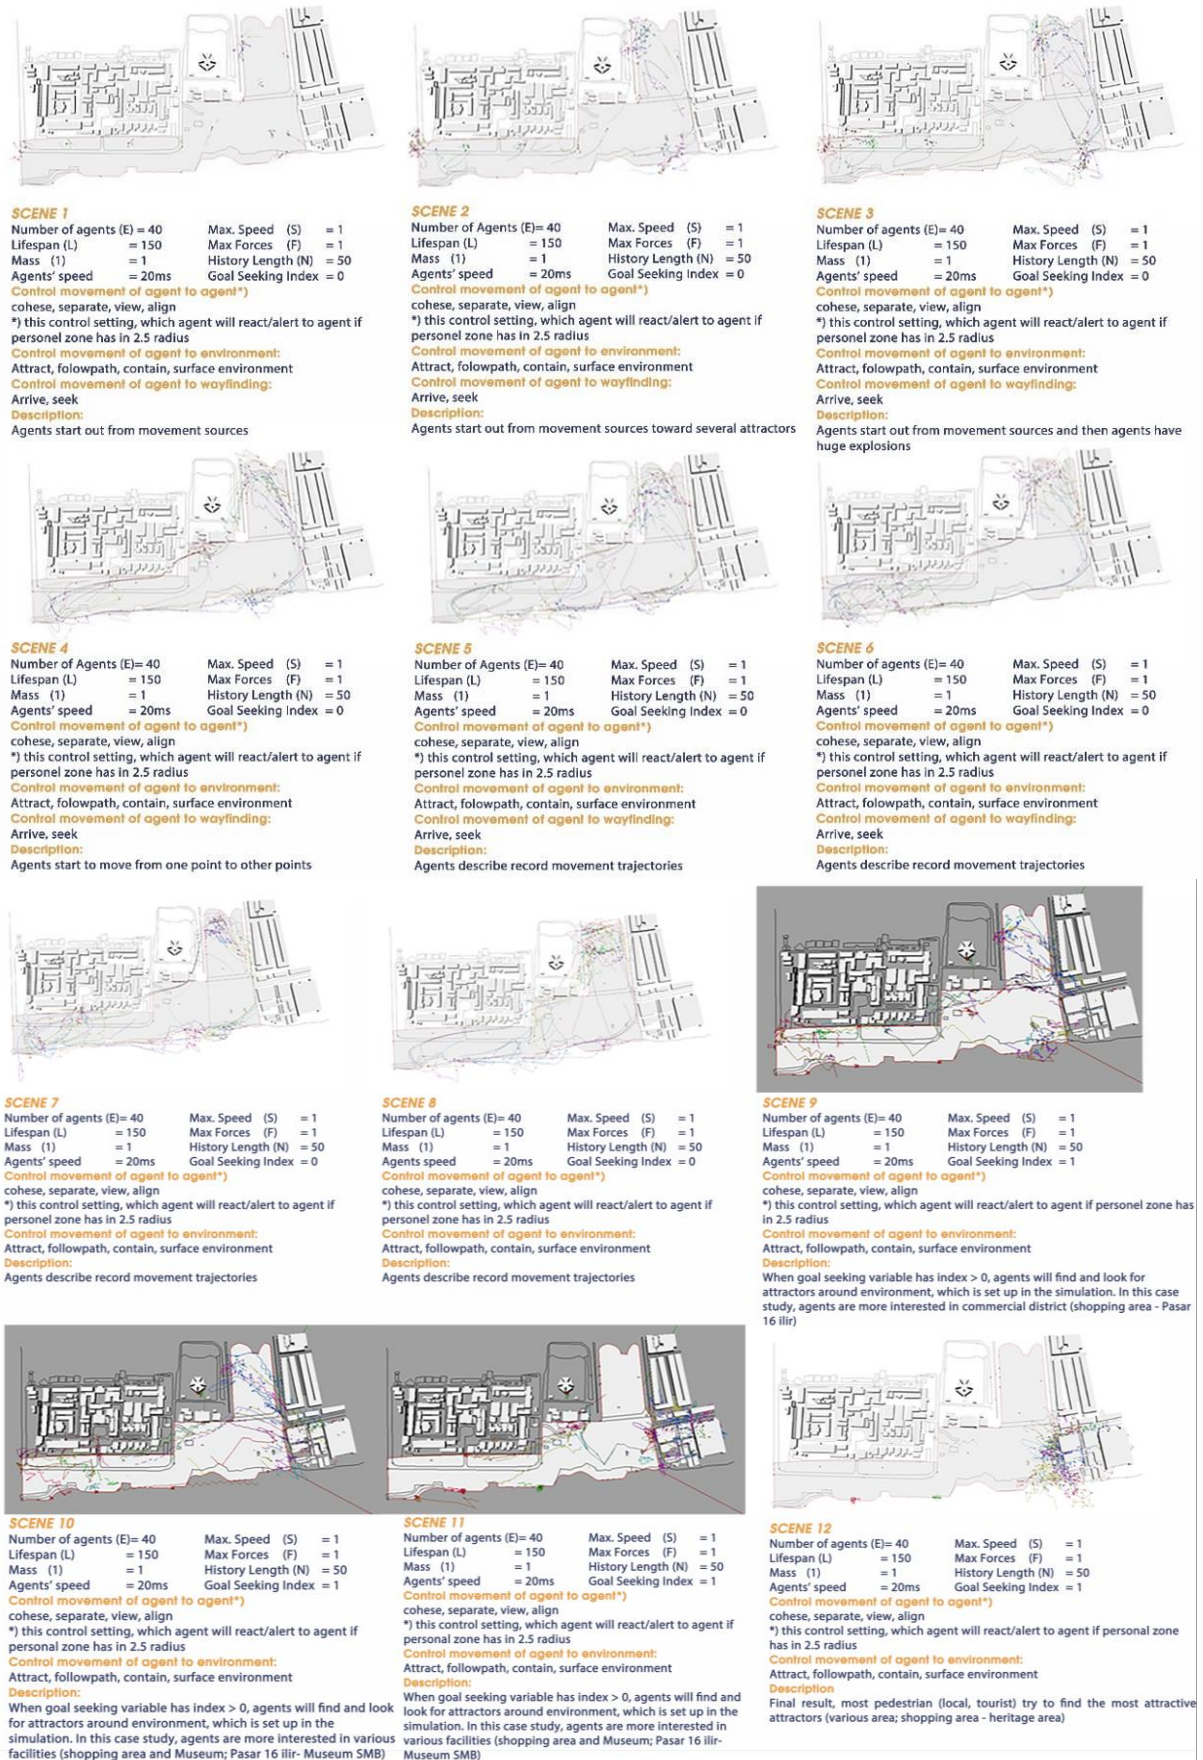 SCENE 1
Number of agents (E) = 40 Max. Speed (S) = 1
Lifespan (L) = 150 Max Forces (F) = 1
Mass (1) = 1 History Length (N) = 50
Agents' speed = 20ms Goal Seeking Index = 0
Control movement of agent to agent*)
cohese, separate, view, align
*) this control setting, which agent will react/alert to agent if
personel zone has in 2.5 radius
Control movement of agent to environment:
Attract, folowpath, contain, surface environment
Control movement of agent to wayfinding:
Arrive, seek
Description:
Agents start out from movement sources
SCENE 2
Number of Agents (E)= 40 Max. Speed (S) = 1
Lifespan (L) = 150 Max Forces (F) = 1
Mass (1) = 1 History Length (N) = 50
Agents' speed = 20ms Goal Seeking Index = 0
Control movement of agent to agent*)
cohese, separate, view, align
*) this control setting, which agent will react/alert to agent if
personel zone has in 2.5 radius
Control movement of agent to environment:
Attract, folowpath, contain, surface environment
Control movement of agent to wayfinding:
Arrive, seek
Description:
Agents start out from movement sources toward several attractors
SCENE 3
Number of agents (E)= 40 Max. Speed (S) = 1
Lifespan (L) = 150 Max Forces (F) = 1
Mass (1) = 1 History Length (N) = 50
Agents' speed = 20ms Goal Seeking Index = 0
Control movement of agent to agent*)
cohese, separate, view, align
*) this control setting, which agent will react/alert to agent if
personel zone has in 2.5 radius
Control movement of agent to environment:
Attract, folowpath, contain, surface environment
Control movement of agent to wayfinding:
Arrive, seek
Description:
Agents start out from movement sources and then agents have
huge explosions
SCENE 4
Number of Agents (E)= 40 Max. Speed (S) = 1
Lifespan (L) = 150 Max Forces (F) = 1
Mass (1) = 1 History Length (N) = 50
Agents' speed = 20ms Goal Seeking Index = 0
Control movement of agent to agent*)
cohese, separate, view, align
*) this control setting, which agent will react/alert to agent if
personel zone has in 2.5 radius
Control movement of agent to environment:
Attract, folowpath, contain, surface environment
Control movement of agent to wayfinding:
Arrive, seek
Description:
Agents start to move from one point to other points
SCENE 5
Number of Agents (E)= 40 Max. Speed (S) = 1
Lifespan (L) = 150 Max Forces (F) = 1
Mass (1) = 1 History Length (N) = 50
Agents' speed = 20ms Goal Seeking Index = 0
Control movement of agent to agent*)
cohese, separate, view, align
*) this control setting, which agent will react/alert to agent if
personel zone has in 2.5 radius
Control movement of agent to environment:
Attract, folowpath, contain, surface environment
Control movement of agent to wayfinding:
Arrive, seek
Description:
Agents describe record movement trajectories
SCENE 6
Number of agents (E)= 40 Max. Speed (S) = 1
Lifespan (L) = 150 Max Forces (F) = 1
Mass (1) = 1 History Length (N) = 50
Agents' speed = 20ms Goal Seeking Index = 0
Control movement of agent to agent*)
cohese, separate, view, align
*) this control setting, which agent will react/alert to agent if
personel zone has in 2.5 radius
Control movement of agent to environment:
Attract, folowpath, contain, surface environment
Control movement of agent to wayfinding:
Arrive, seek
Description:
Agents describe record movement trajectories
SCENE 7
Number of agents (E)= 40 Max. Speed (S) = 1
Lifespan (L) = 150 Max Forces (F) = 1
Mass (1) = 1 History Length (N) = 50
Agents' speed = 20ms Goal Seeking Index = 0
Control movement of agent to agent*)
cohese, separate, view, align
*) this control setting, which agent will react/alert to agent if
personel zone has in 2.5 radius
Control movement of agent to environment:
Attract, followpath, contain, surface environment
Description:
Agents describe record movement trajectories
SCENE 8
Number of agents (E)= 40 Max. Speed (S) = 1
Lifespan (L) = 150 Max Forces (F) = 1
Mass (1) = 1 History Length (N) = 50
Agents speed = 20ms Goal Seeking Index = 0
Control movement of agent to agent*)
cohese, separate, view, align
*) this control setting, which agent will react/alert to agent if
personel zone has in 2.5 radius
Control movement of agent to environment:
Attract, followpath, contain, surface environment
Description:
Agents describe record movement trajectories
SCENE 9
Number of agents (E)= 40 Max. Speed (S) = 1
Lifespan (L) = 150 Max Forces (F) = 1
Mass (1) = 1 History Length (N) = 50
Agents' speed = 20ms Goal Seeking Index = 1
Control movement of agent to agent*)
cohese, separate, view, align
*) this control setting, which agent will react/alert to agent if personel zone has
in 2.5 radius
Control movement of agent to environment:
Attract, followpath, contain, surface environment
Description:
When goal seeking variable has index > 0, agents will find and look for
attractors around environment, which is set up in the simulation. In this case
study, agents are more interested in commercial district (shopping area - Pasar
16 ilir)
SCENE 10
Number of agents (E)= 40 Max. Speed (S) = 1
Lifespan (L) = 150 Max Forces (F) = 1
Mass (1) = 1 History Length (N) = 50
Agents' speed = 20ms Goal Seeking Index = 1
Control movement of agent to agent*)
cohese, separate, view, align
*) this control setting, which agent will react/alert to agent if
personal zone has in 2.5 radius
Control movement of agent to environment:
Attract, followpath, contain, surface environment
Description:
When goal seeking variable has index > 0, agents will find and look
for attractors around environment, which is set up in the
simulation. In this case study, agents are more interested in various
facilities (shopping area and Museum; Pasar 16 ilir- Museum SMB)
SCENE 11
Number of agents (E)= 40 Max. Speed (S) = 1
Lifespan (L) = 150 Max Forces (F) = 1
Mass (1) = 1 History Length (N) = 50
Agents' speed = 20ms Goal Seeking Index = 1
Control movement of agent to agent*)
cohese, separate, view, align
*) this control setting, which agent will react/alert to agent if
personal zone has in 2.5 radius
Control movement of agent to environment:
Attract, followpath, contain, surface environment
Description:
When goal seeking variable has index > 0, agents will find and
look for attractors around environment, which is set up in the
simulation. In this case study, agents are more interested in
various facilities (shopping area and Museum; Pasar 16 ilir-
Museum SMB)
SCENE 12
Number of agents (E)= 40 Max. Speed (S) = 1
Lifespan (L) = 150 Max Forces (F) = 1
Mass (1) = 1 History Length (N) = 50
Agents' speed = 20ms Goal Seeking Index = 1
Control movement of agent to agent*)
cohese, separate, view, align
*) this control setting, which agent will react/alert to agent if personal zone
has in 2.5 radius
Control movement of agent to environment:
Attract, followpath, contain, surface environment
Description
Final result, most pedestrian (local, tourist) try to find the most attractive
attractors (various area; shopping area - heritage area)